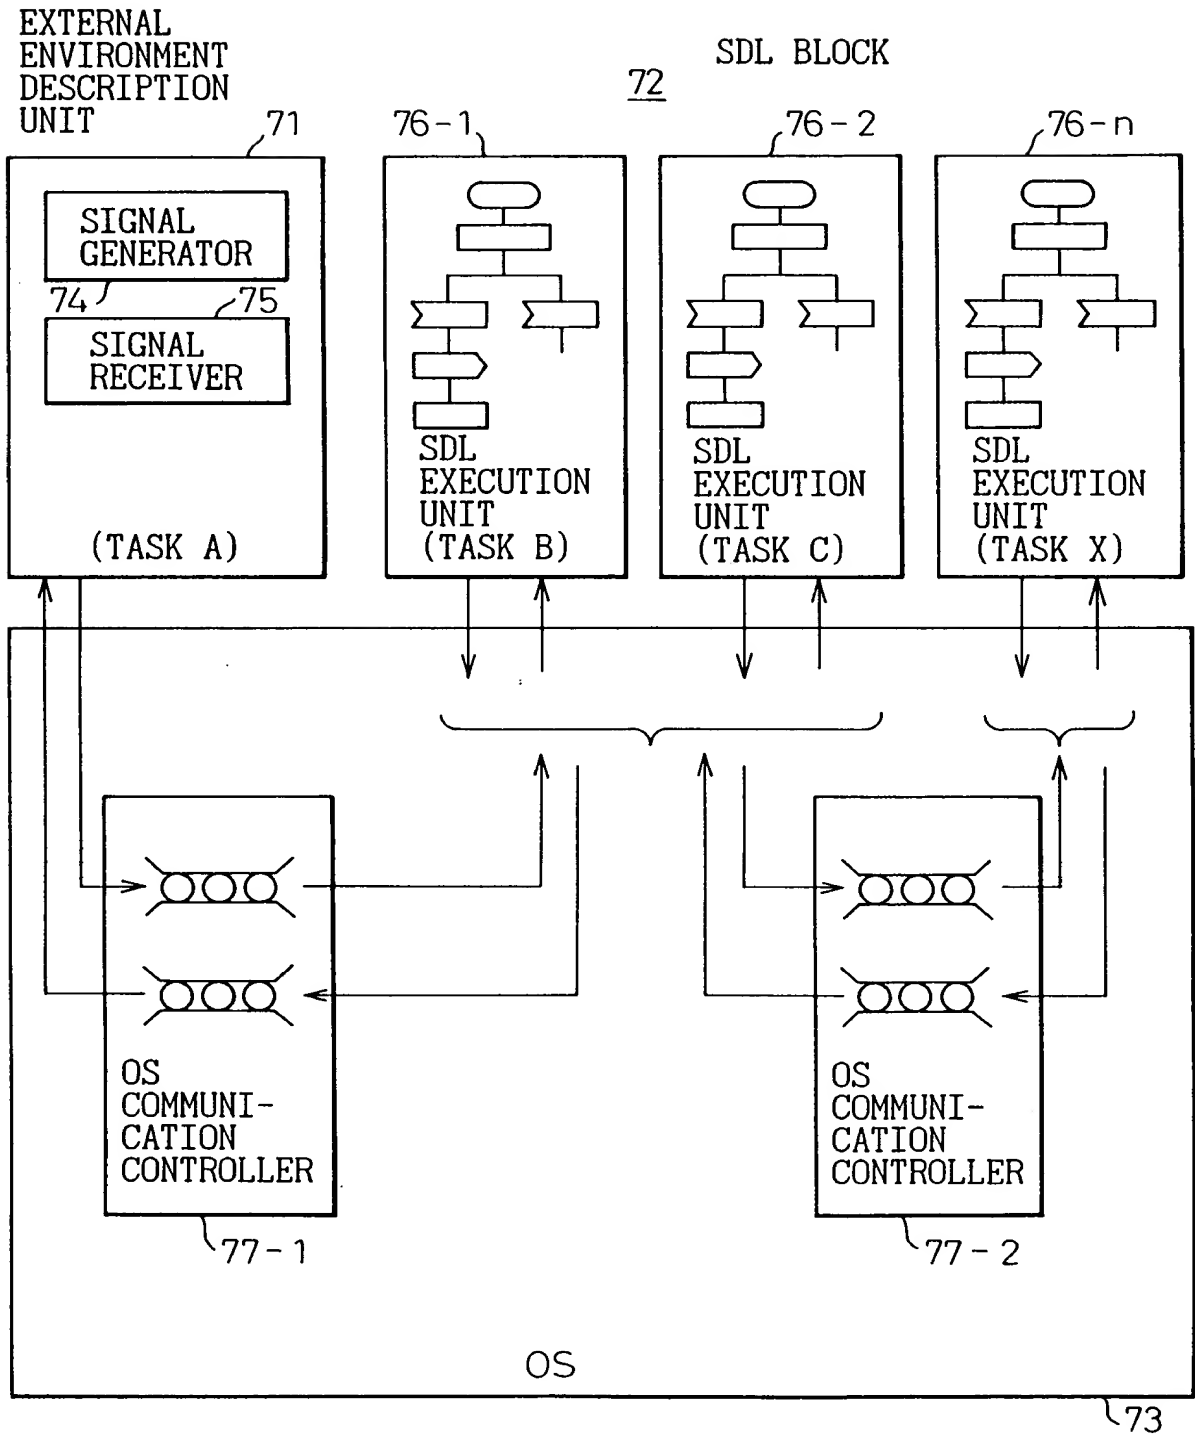 EXTERNAL
ENVIRONMENT
DESCRIPTION
UNIT
SDL BLOCK
72
71
76-1
76-2
76-n
SIGNAL
GENERATOR
74
75
SIGNAL
RECEIVER
(TASK A)
SDL
EXECUTION
UNIT
(TASK B)
SDL
EXECUTION
UNIT
(TASK C)
SDL
EXECUTION
UNIT
(TASK X)
OS
COMMUNI-
CATION
CONTROLLER
77-1
OS
COMMUNI-
CATION
CONTROLLER
77-2
OS
73